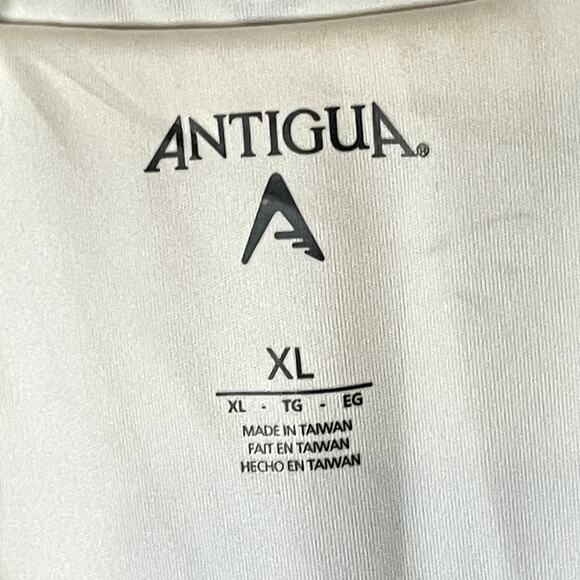 ANTIGUA®
XL
XL - TG - EG
MADE IN TAIWAN
FAIT EN TAIWAN
HECHO EN TAIWAN